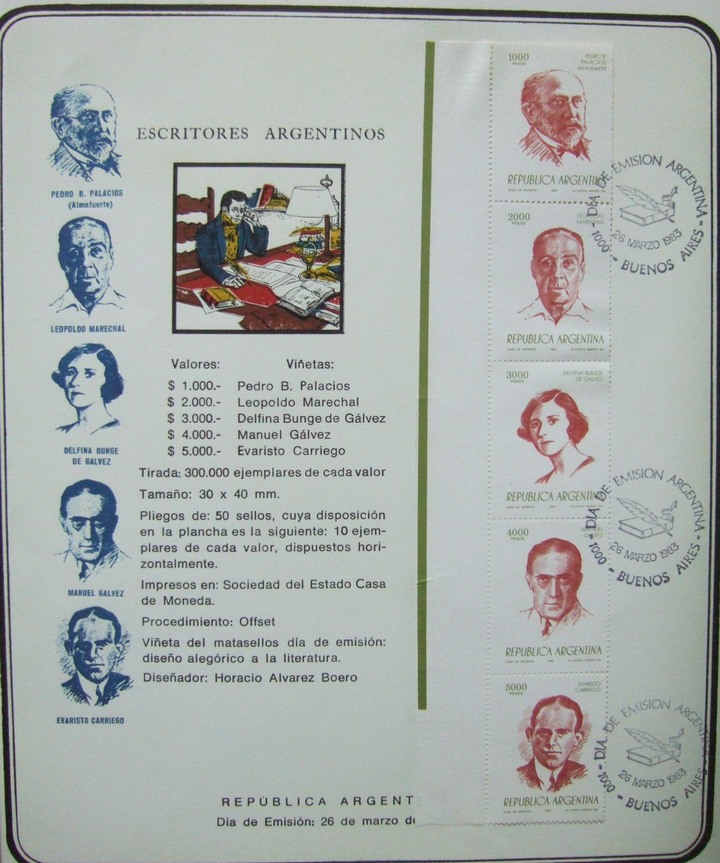 ESCRITORES ARGENTINOS
PEDRO B. PALACIOS
(Almafuerte)
LEOPOLDO MARECHAL
DELFINA BUNGE
DE GALVEZ
MANUEL GALVEZ
EVARISTO CARRIEGO
Valores: Viñetas:
$ 1.000.- Pedro B. Palacios
$ 2.000.- Leopoldo Marechal
$ 3.000.- Delfina Bunge de Gálvez
$ 4.000.- Manuel Gálvez
$ 5.000.- Evaristo Carriego
Tirada: 300.000 ejemplares de cada valor
Tamaño: 30 x 40 mm.
Pliegos de: 50 sellos, cuya disposición
en la plancha es la siguiente: 10 ejem-
plares de cada valor, dispuestos hori-
zontalmente.
Impresos en: Sociedad del Estado Casa
de Moneda.
Procedimiento: Offset
Viñeta del matasellos día de emisión:
diseño alegórico a la literatura.
Diseñador: Horacio Alvarez Boero
REPÚBLICA ARGENT
Dia de Emisión: 26 de marzo de
1000
PESOS
PEDRO B.
PALACIOS
(Almafuerte)
REPUBLICA ARGENTINA
2000
PESOS
LEOPOLDO
MARECHAL
REPUBLICA ARGENTINA
3000
PESOS
DELFINA BUNGE
DE GALVEZ
REPUBLICA ARGENTINA
4000
PESOS
GALVEZ
REPUBLICA ARGENTINA
5000
PESOS
EVARISTO
CARRIEGO
REPUBLICA ARGENTINA
DIA DE EMISION ARGENTINA
26 MARZO 1983
1000 - BUENOS AIRES -
DIA DE EMISION ARGENTINA
26 MARZO 1983
1000 - BUENOS AIRES -
DIA DE EMISION ARGENTINA
26 MARZO 1983
1000 - BUENOS AIRES -